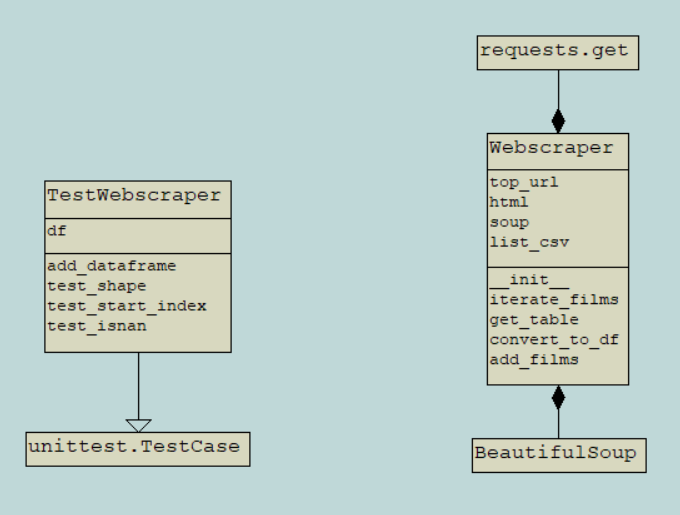 TestWebscraper
df
add_dataframe
test_shape
test_start_index
test_isnan
unittest.TestCase
requests.get
Webscraper
top_url
html
soup
list_csv
__init__
iterate_films
get_table
convert_to_df
add_films
BeautifulSoup